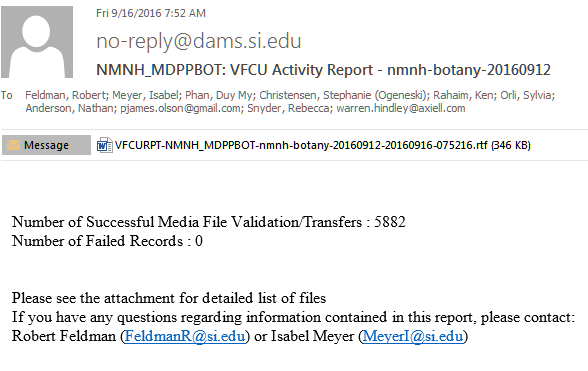 Fri 9/16/2016 7:52 AM
no-reply@dams.si.edu
NMNH_MDPPBOT: VFCU Activity Report - nmnh-botany-20160912
To Feldman, Robert; Meyer, Isabel; Phan, Duy My; Christensen, Stephanie (Ogeneski); Rahaim, Ken; Orli, Sylvia;
Anderson, Nathan; pjames.olson@gmail.com; Snyder, Rebecca; warren.hindley@axiell.com
Message VFCURPT-NMNH_MDPPBOT-nmnh-botany-20160912-20160916-075216.rtf (346 KB)
Number of Successful Media File Validation/Transfers : 5882
Number of Failed Records : 0
Please see the attachment for detailed list of files
If you have any questions regarding information contained in this report, please contact:
Robert Feldman (FeldmanR@si.edu) or Isabel Meyer (MeyerI@si.edu)